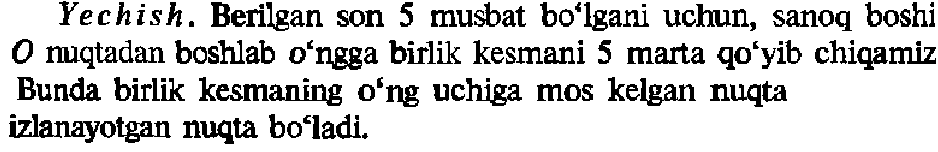 Yechish. Berilgan son 5 musbat bo‘lgani uchun, sanoq boshi
O nuqtadan boshlab o‘ngga birlik kesmani 5 marta qo‘yib chiqamiz
Bunda birlik kesmaning o‘ng uchiga mos kelgan nuqta
izlanayotgan nuqta bo‘ladi.